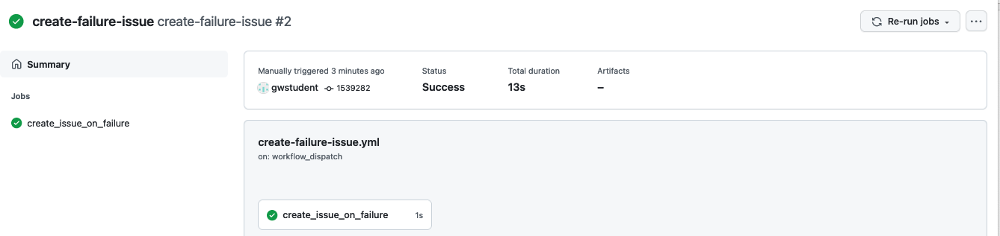 create-failure-issue create-failure-issue #2
Re-run jobs
Summary
Jobs
create_issue_on_failure
Manually triggered 3 minutes ago
gwstudent 1539282
Status
Success
Total duration
13s
Artifacts
–
create-failure-issue.yml
on: workflow_dispatch
create_issue_on_failure 1s